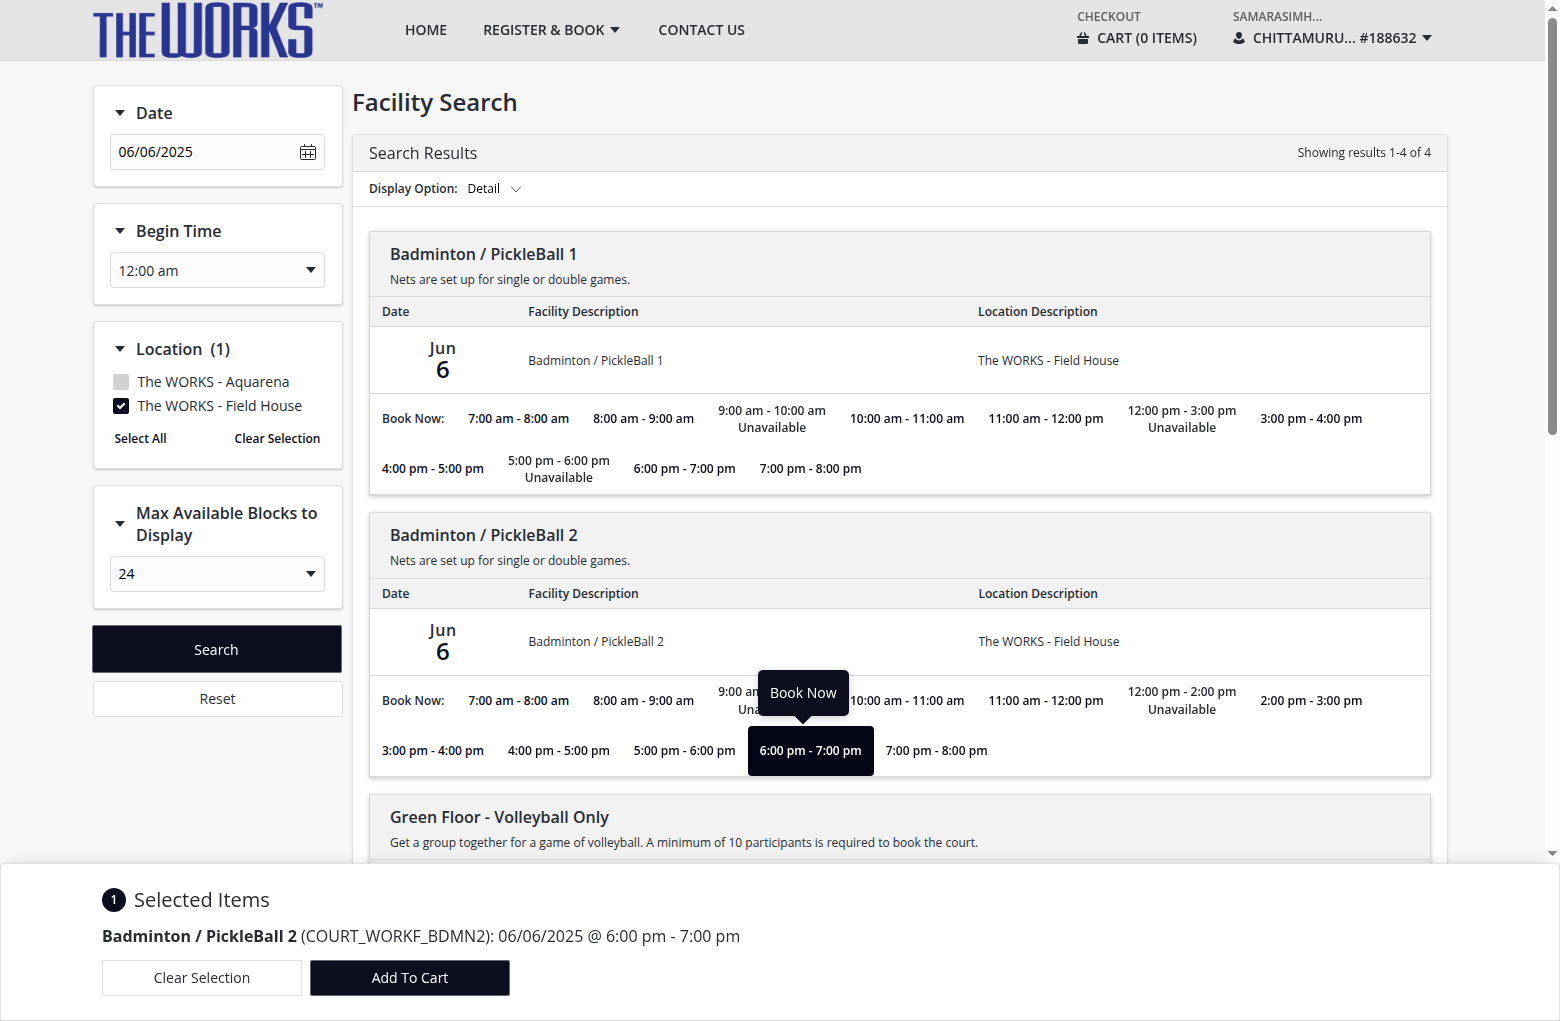 THE WORKS™
HOME
REGISTER & BOOK
CONTACT US
CHECKOUT
CART (0 ITEMS)
SAMARASIMH...
CHITTAMURU... #188632
Date
06/06/2025
Begin Time
12:00 am
Location (1)
The WORKS - Aquarena
The WORKS - Field House
Select All
Clear Selection
Max Available Blocks to
Display
24
Search
Reset
Facility Search
Search Results
Showing results 1-4 of 4
Display Option: Detail
Badminton / PickleBall 1
Nets are set up for single or double games.
Date Facility Description Location Description
Jun
6
Badminton / PickleBall 1
The WORKS - Field House
Book Now: 7:00 am - 8:00 am 8:00 am - 9:00 am 9:00 am - 10:00 am Unavailable 10:00 am - 11:00 am 11:00 am - 12:00 pm 12:00 pm - 3:00 pm Unavailable 3:00 pm - 4:00 pm
4:00 pm - 5:00 pm 5:00 pm - 6:00 pm Unavailable 6:00 pm - 7:00 pm 7:00 pm - 8:00 pm
Badminton / PickleBall 2
Nets are set up for single or double games.
Date Facility Description Location Description
Jun
6
Badminton / PickleBall 2
The WORKS - Field House
Book Now: 7:00 am - 8:00 am 8:00 am - 9:00 am 9:00 Book Now 10:00 am - 11:00 am 11:00 am - 12:00 pm 12:00 pm - 2:00 pm Unavailable 2:00 pm - 3:00 pm
3:00 pm - 4:00 pm 4:00 pm - 5:00 pm 5:00 pm - 6:00 pm 6:00 pm - 7:00 pm 7:00 pm - 8:00 pm
Green Floor - Volleyball Only
Get a group together for a game of volleyball. A minimum of 10 participants is required to book the court.
1 Selected Items
Badminton / PickleBall 2 (COURT_WORKF_BDMN2): 06/06/2025 @ 6:00 pm - 7:00 pm
Clear Selection
Add To Cart